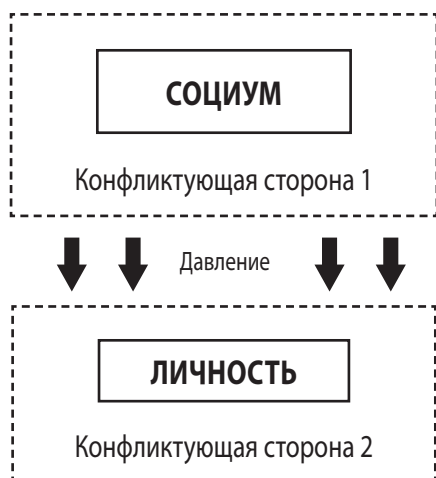 СОЦИУМ
Конфликтующая сторона 1
Давление
ЛИЧНОСТЬ
Конфликтующая сторона 2